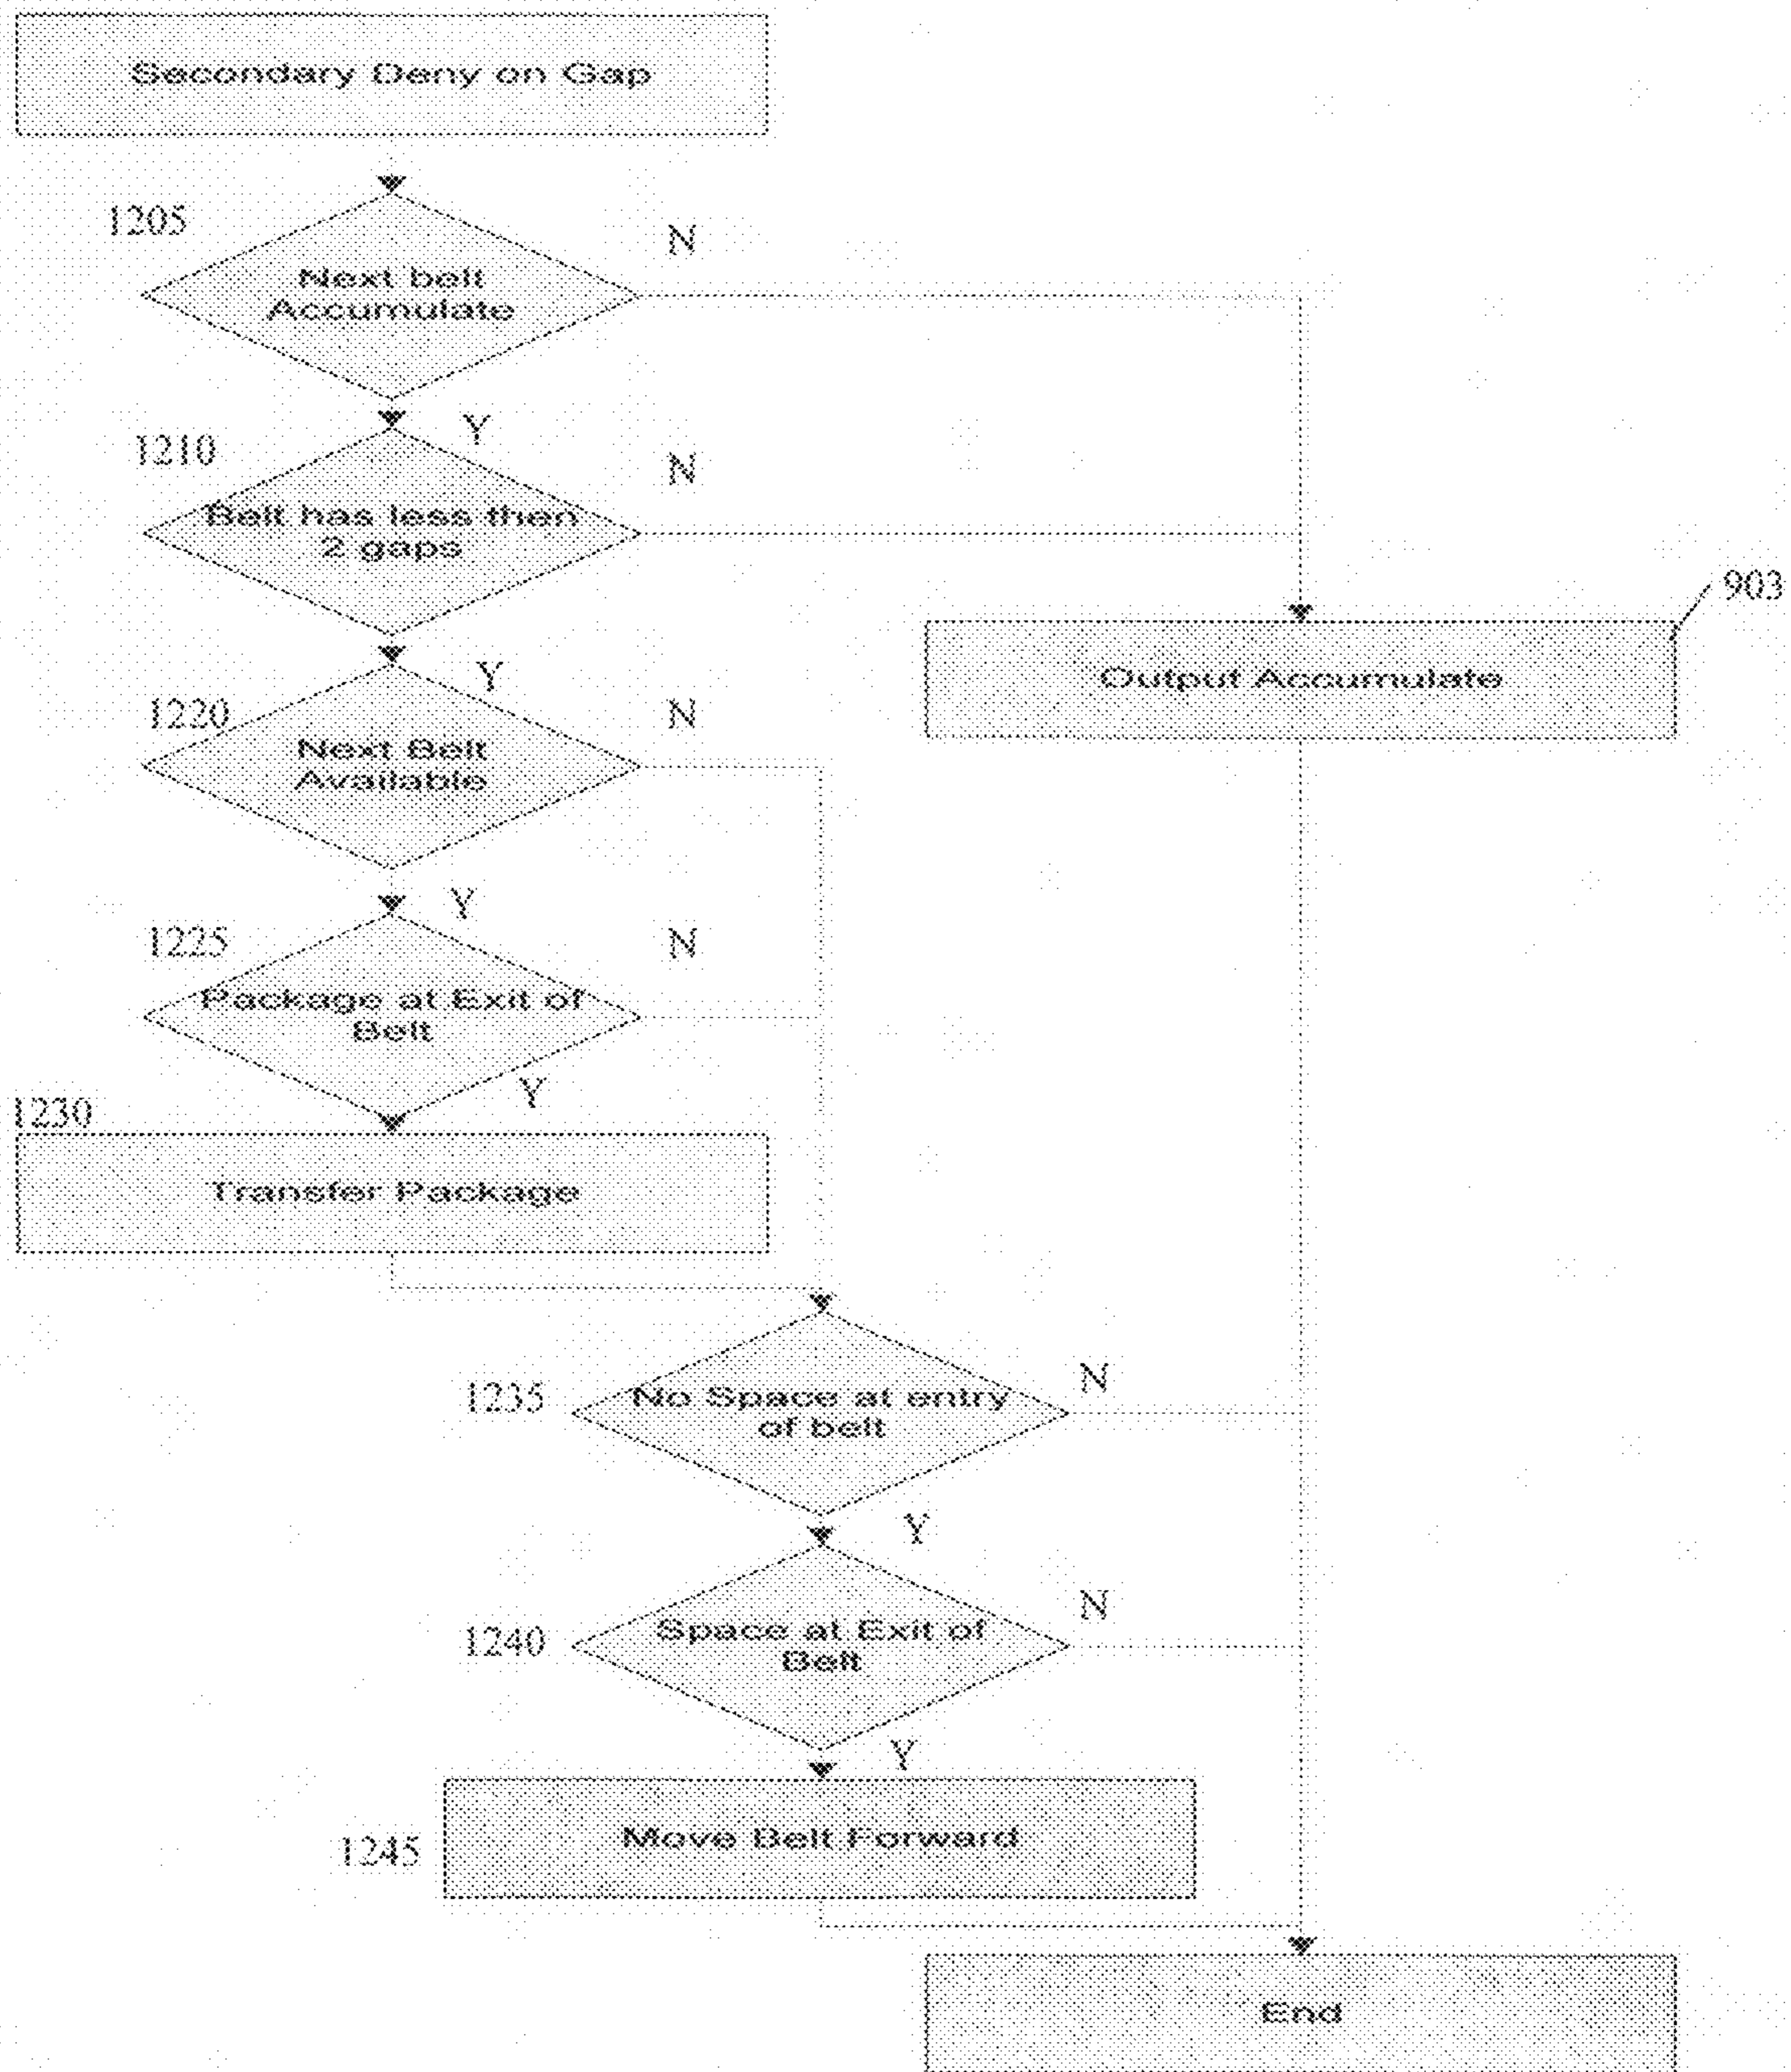 Secondary Deny on Gap
1205
N
Next belt
Accumulate
Y
1210
N
Belt has less then
2 gaps
903
Y
Output Accumulate
1220
N
Next Belt
Available
Y
1225
N
Package at Exit of
Belt
Y
1230
Transfer Package
1235
N
No Space at entry
of belt
Y
1240
N
Space at Exit of
Belt
Y
1245
Move Belt Forward
End